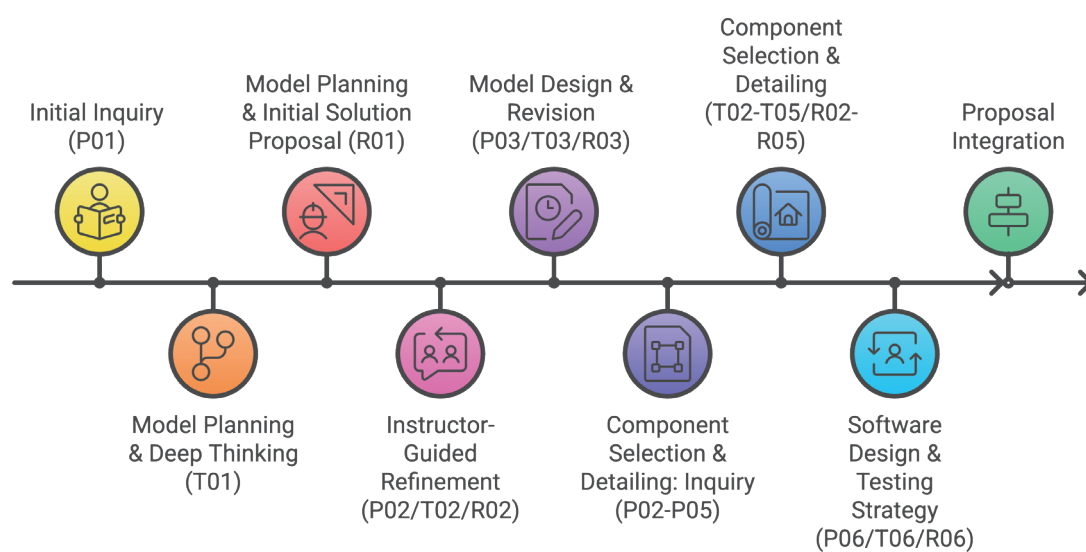 Initial Inquiry
(P01)
Model Planning
& Deep Thinking
(T01)
Model Planning
& Initial Solution
Proposal (R01)
Instructor-
Guided
Refinement
(P02/T02/R02)
Model Design &
Revision
(P03/T03/R03)
Component
Selection &
Detailing: Inquiry
(P02-P05)
Component
Selection &
Detailing
(T02-T05/R02-
R05)
Software
Design &
Testing
Strategy
(P06/T06/R06)
Proposal
Integration